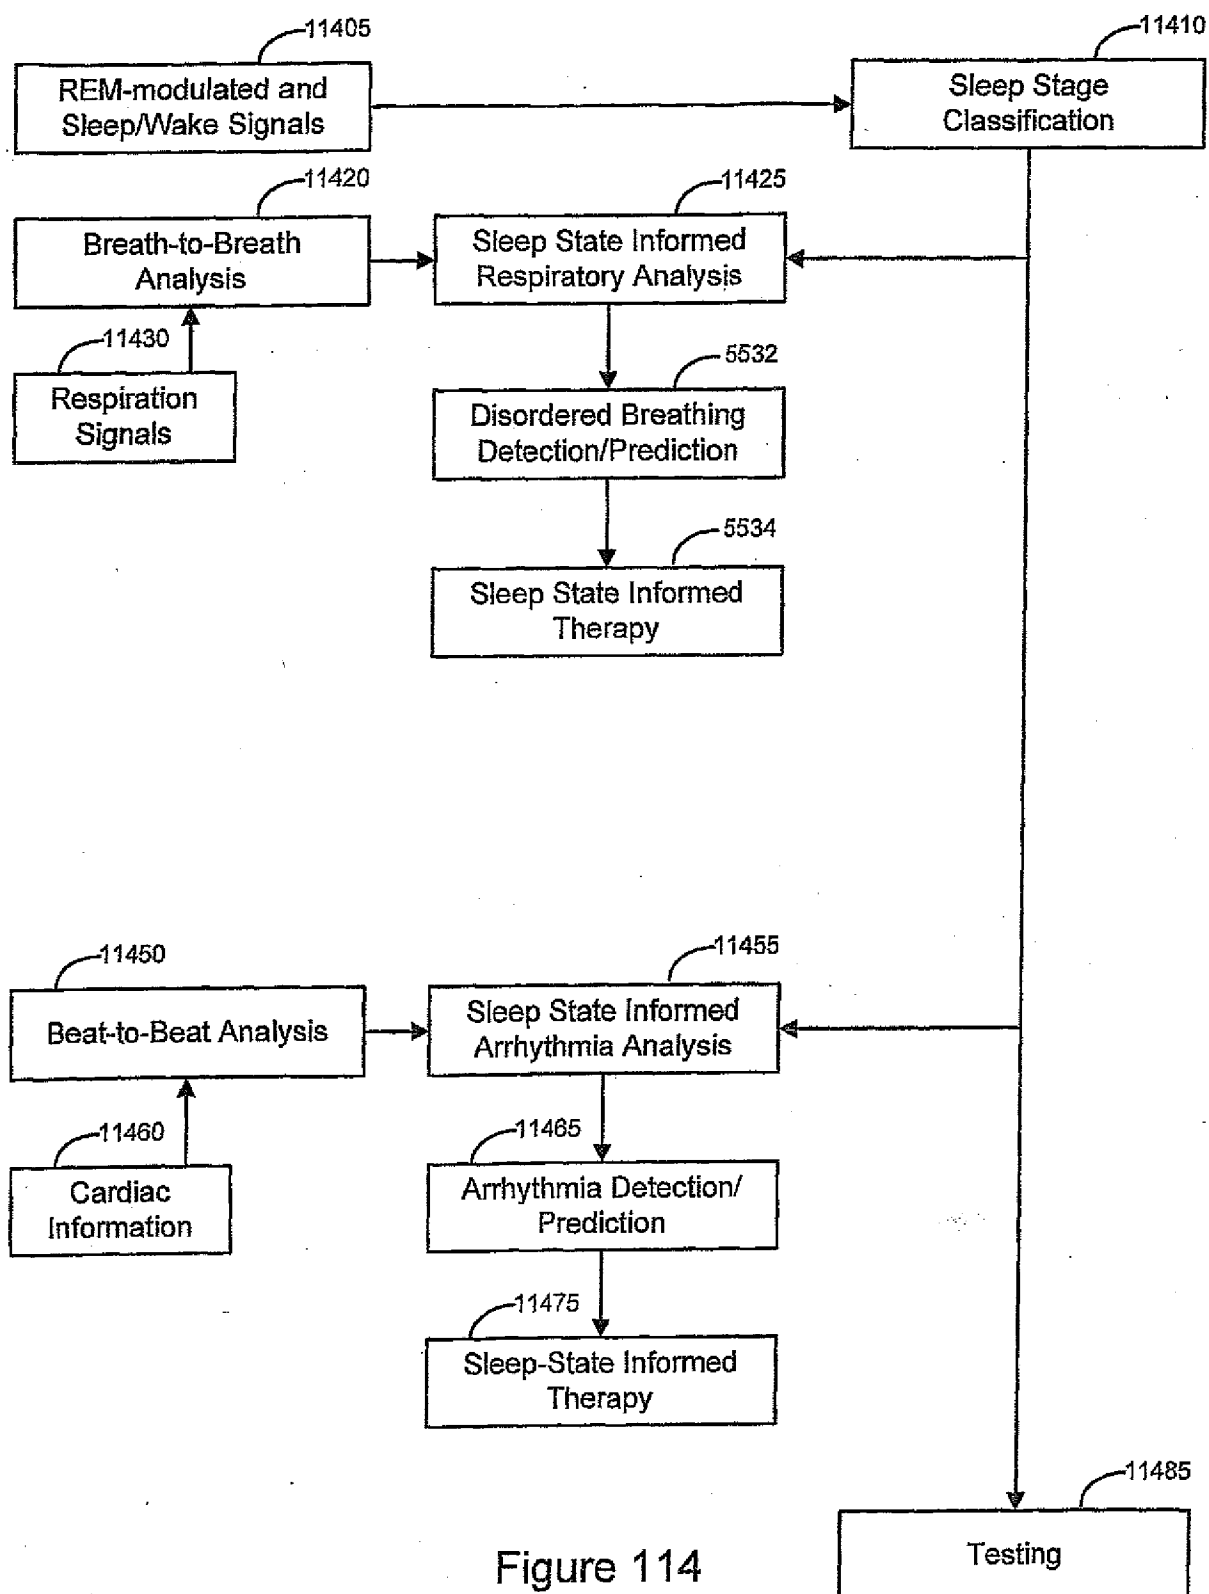 11405
REM-modulated and
Sleep/Wake Signals
11410
Sleep Stage
Classification
11420
Breath-to-Breath
Analysis
11425
Sleep State Informed
Respiratory Analysis
11430
Respiration
Signals
5532
Disordered Breathing
Detection/Prediction
5534
Sleep State Informed
Therapy
11450
Beat-to-Beat Analysis
11455
Sleep State Informed
Arrhythmia Analysis
11460
Cardiac
Information
11465
Arrhythmia Detection/
Prediction
11475
Sleep-State Informed
Therapy
11485
Testing
Figure 114